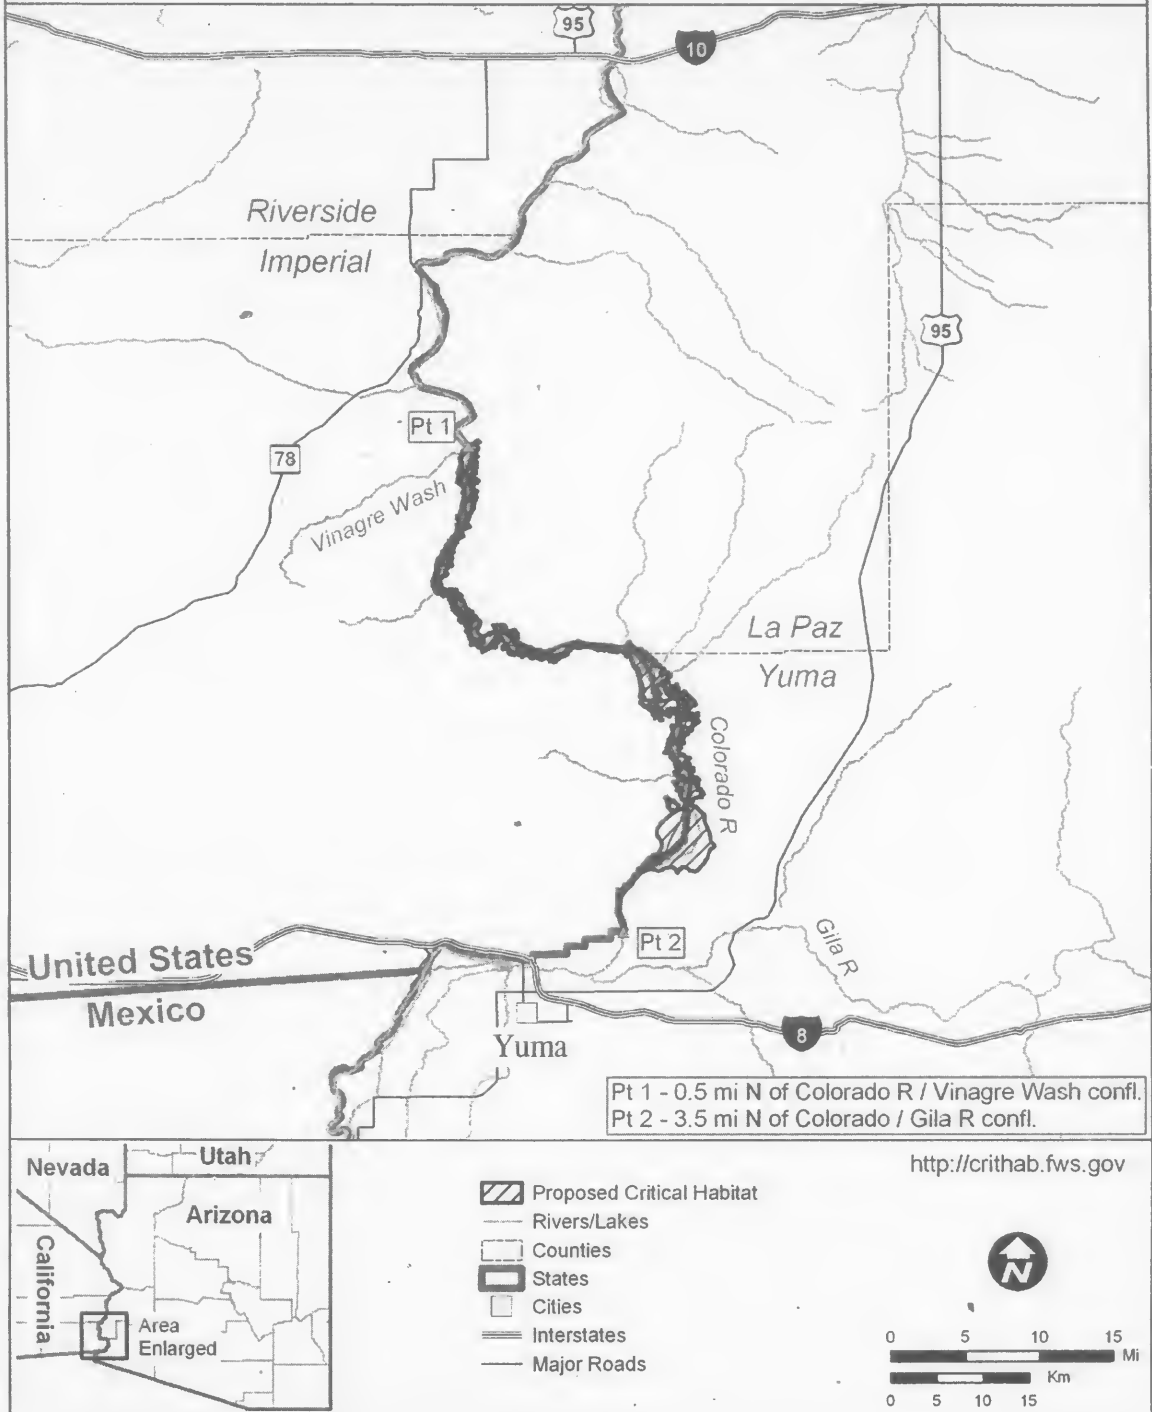 95
10
Riverside
Imperial
95
Pt 1
78
Vinagre Wash
La Paz
Yuma
Colorado R
Pt 2
Gila R
United States
Mexico
Yuma
8
Pt 1 - 0.5 mi N of Colorado R / Vinagre Wash confl.
Pt 2 - 3.5 mi N of Colorado / Gila R confl.
Nevada
Utah
Arizona
California
Area
Enlarged
Proposed Critical Habitat
Rivers/Lakes
Counties
States
Cities
Interstates
Major Roads
http://crithab.fws.gov
N
0 5 10 15
Mi
Km
0 5 10 15